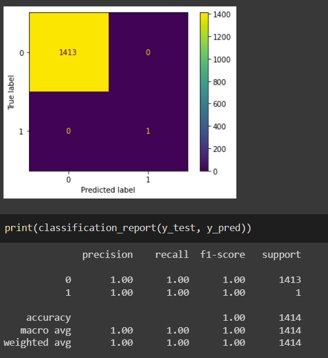 1400
0
1413
0
1200
1000
True label
800
600
1
0
1
400
200
0
0
1
Predicted label
print(classification_report(y_test, y_pred))
precision recall f1-score support
0 1.00 1.00 1.00 1413
1 1.00 1.00 1.00 1
accuracy 1.00 1414
macro avg 1.00 1.00 1.00 1414
weighted avg 1.00 1.00 1.00 1414